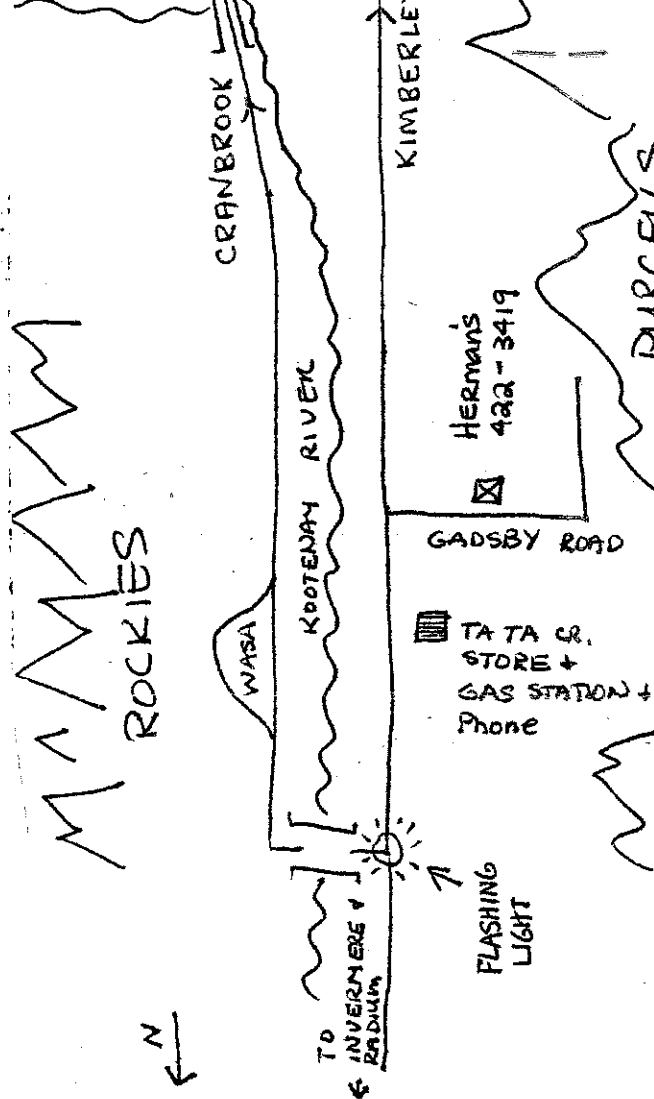 N
ROCKIES
CRANBROOK
KIMBERLEY
WASA
KOOTENAY RIVER
Herman's
422-3419
PURCELLS
GADSBY ROAD
TA TA CR.
STORE +
GAS STATION +
Phone
FLASHING
LIGHT
TO
← INVERMERE &
RADIUM